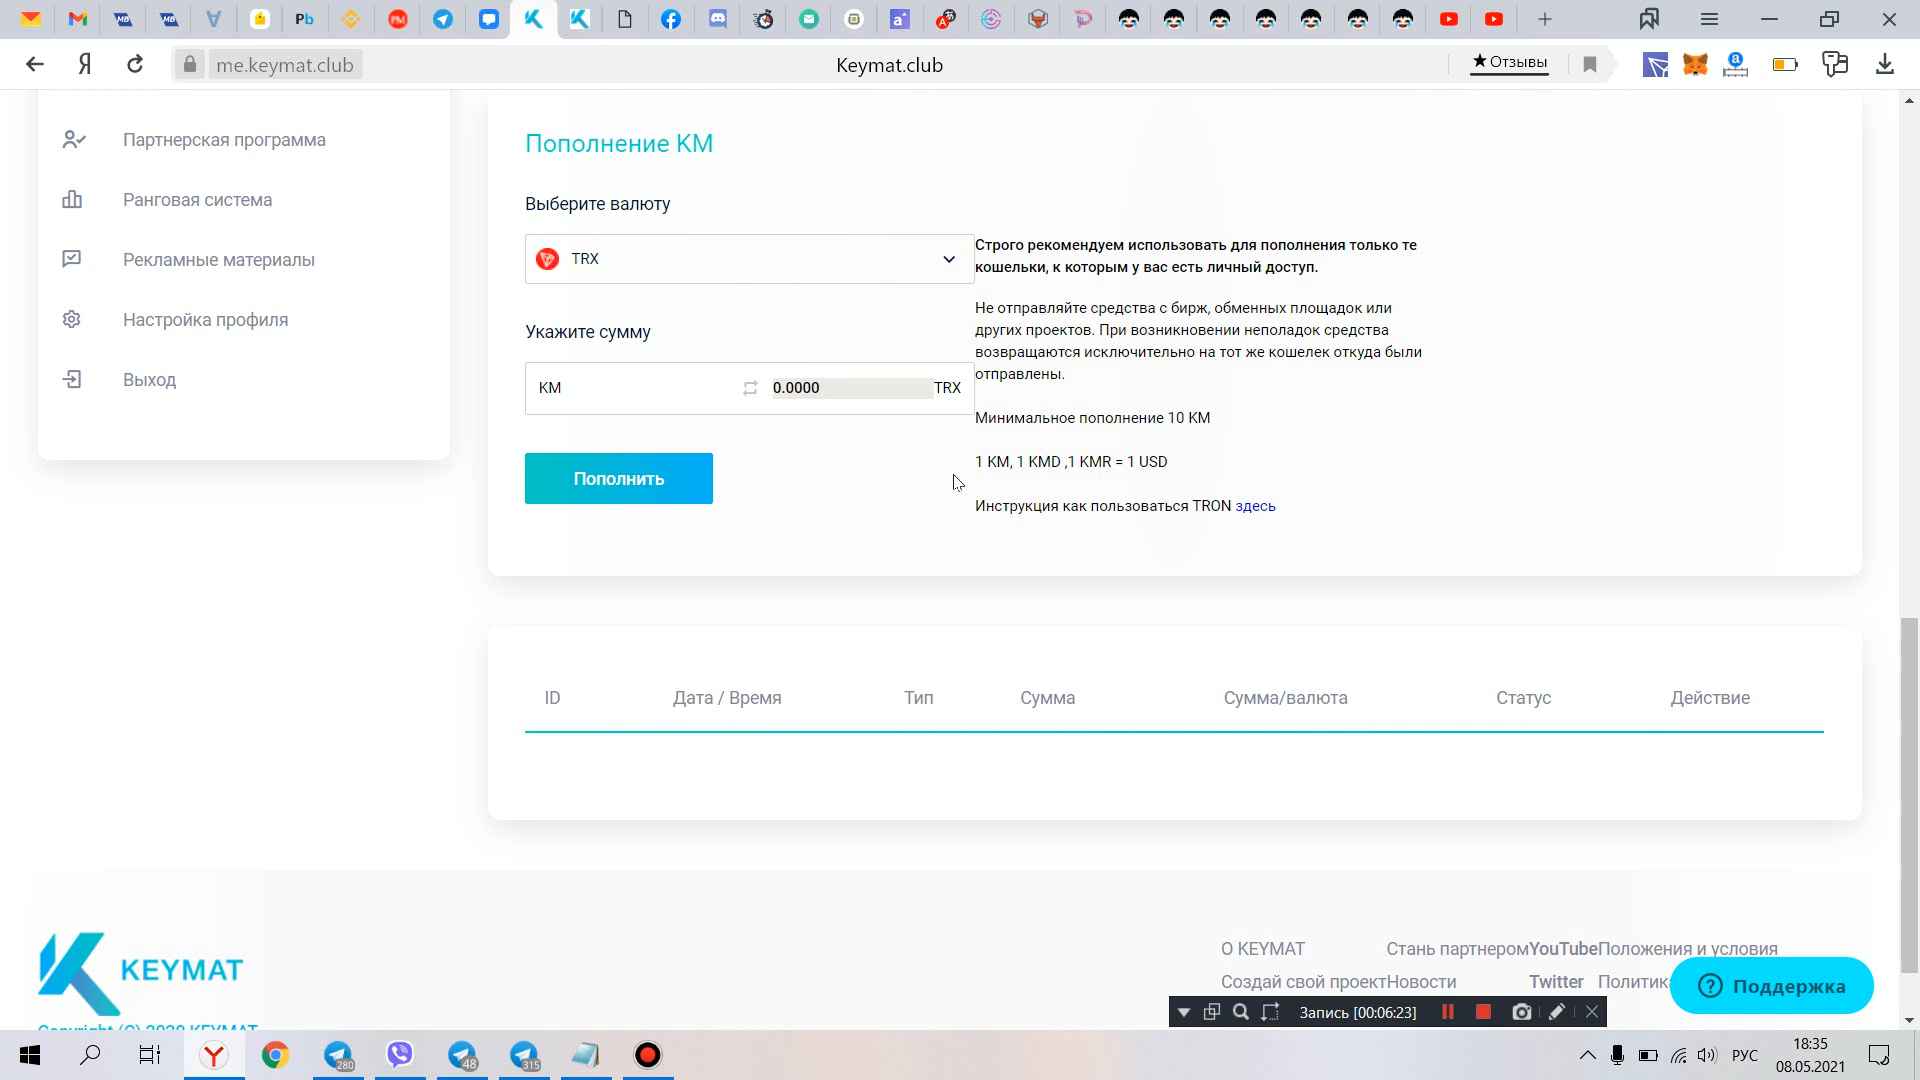 me.keymat.club
Keymat.club
★ Отзывы
Партнерская программа
Ранговая система
Рекламные материалы
Настройка профиля
Выход
Пополнение KM
Выберите валюту
TRX
Укажите сумму
KM
0.0000
TRX
Пополнить
Строго рекомендуем использовать для пополнения только те
кошельки, к которым у вас есть личный доступ.
Не отправляйте средства с бирж, обменных площадок или
других проектов. При возникновении неполадок средства
возвращаются исключительно на тот же кошелек откуда были
отправлены.
Минимальное пополнение 10 KM
1 KM, 1 KMD ,1 KMR = 1 USD
Инструкция как пользоваться TRON здесь
ID Дата / Время Тип Сумма Сумма/валюта Статус Действие
KEYMAT
О KEYMAT Стань партнером YouTube Положения и условия
Создай свой проект Новости Twitter
Поддержка
Запись [00:06:23]
280
48
315
РУС
18:35
08.05.2021